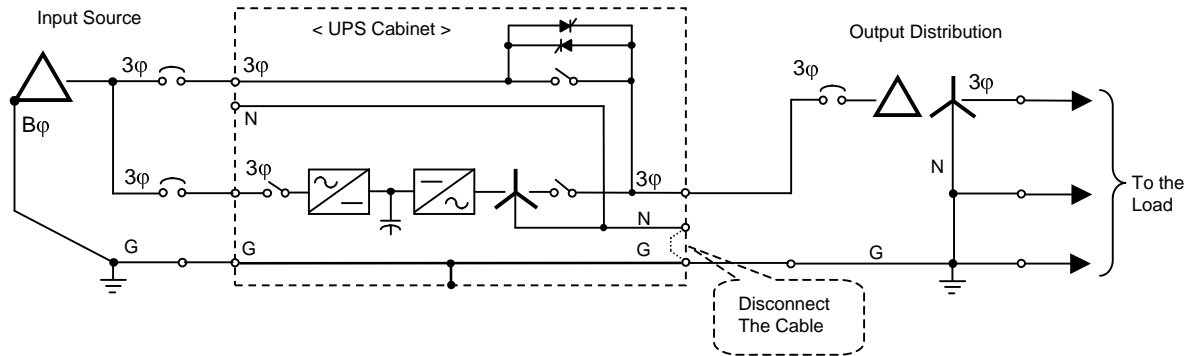 Input Source
< UPS Cabinet >
Output Distribution
3φ
3φ
3φ
3φ
N
Bφ
3φ
3φ
3φ
N
To the
Load
N
G
G
G
G
Disconnect
The Cable